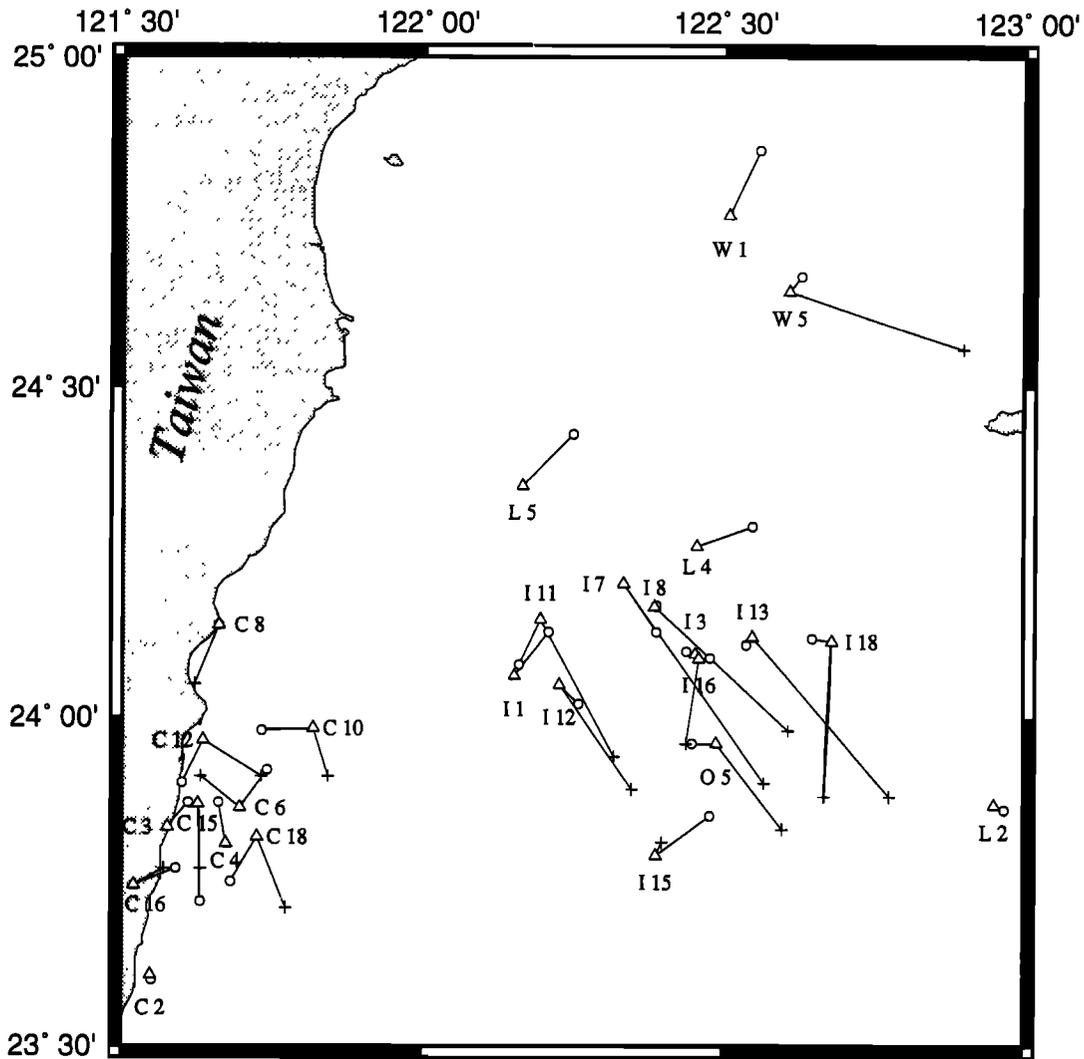 121° 30'
122° 00'
122° 30'
123° 00'
25° 00'
W 1
W 5
Taiwan
24° 30'
L 5
L 4
I 7
I 8
I 11
I 3
I 13
C 8
I 18
I 16
I 1
I 12
24° 00'
C 10
C 12
O 5
C 6
C 3
C 15
C 18
L 2
C 4
I 15
C 16
C 2
23° 30'